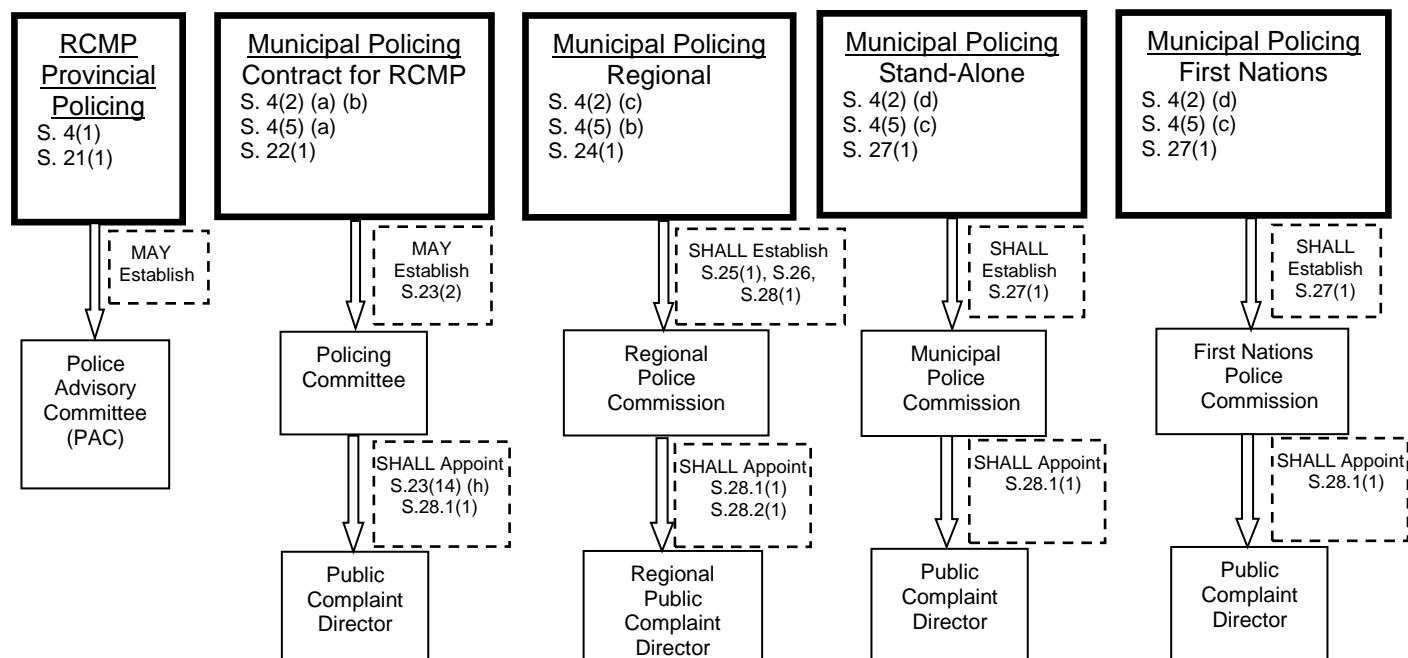 RCMP
Provincial
Policing
S. 4(1)
S. 21(1)
Municipal Policing
Contract for RCMP
S. 4(2) (a) (b)
S. 4(5) (a)
S. 22(1)
Municipal Policing
Regional
S. 4(2) (c)
S. 4(5) (b)
S. 24(1)
Municipal Policing
Stand-Alone
S. 4(2) (d)
S. 4(5) (c)
S. 27(1)
Municipal Policing
First Nations
S. 4(2) (d)
S. 4(5) (c)
S. 27(1)
MAY
Establish
MAY
Establish
S.23(2)
SHALL Establish
S.25(1), S.26,
S.28(1)
SHALL
Establish
S.27(1)
SHALL
Establish
S.27(1)
Police
Advisory
Committee
(PAC)
Policing
Committee
Regional
Police
Commission
Municipal
Police
Commission
First Nations
Police
Commission
SHALL Appoint
S.23(14) (h)
S.28.1(1)
SHALL Appoint
S.28.1(1)
S.28.2(1)
SHALL Appoint
S.28.1(1)
SHALL Appoint
S.28.1(1)
Public
Complaint
Director
Regional
Public
Complaint
Director
Public
Complaint
Director
Public
Complaint
Director